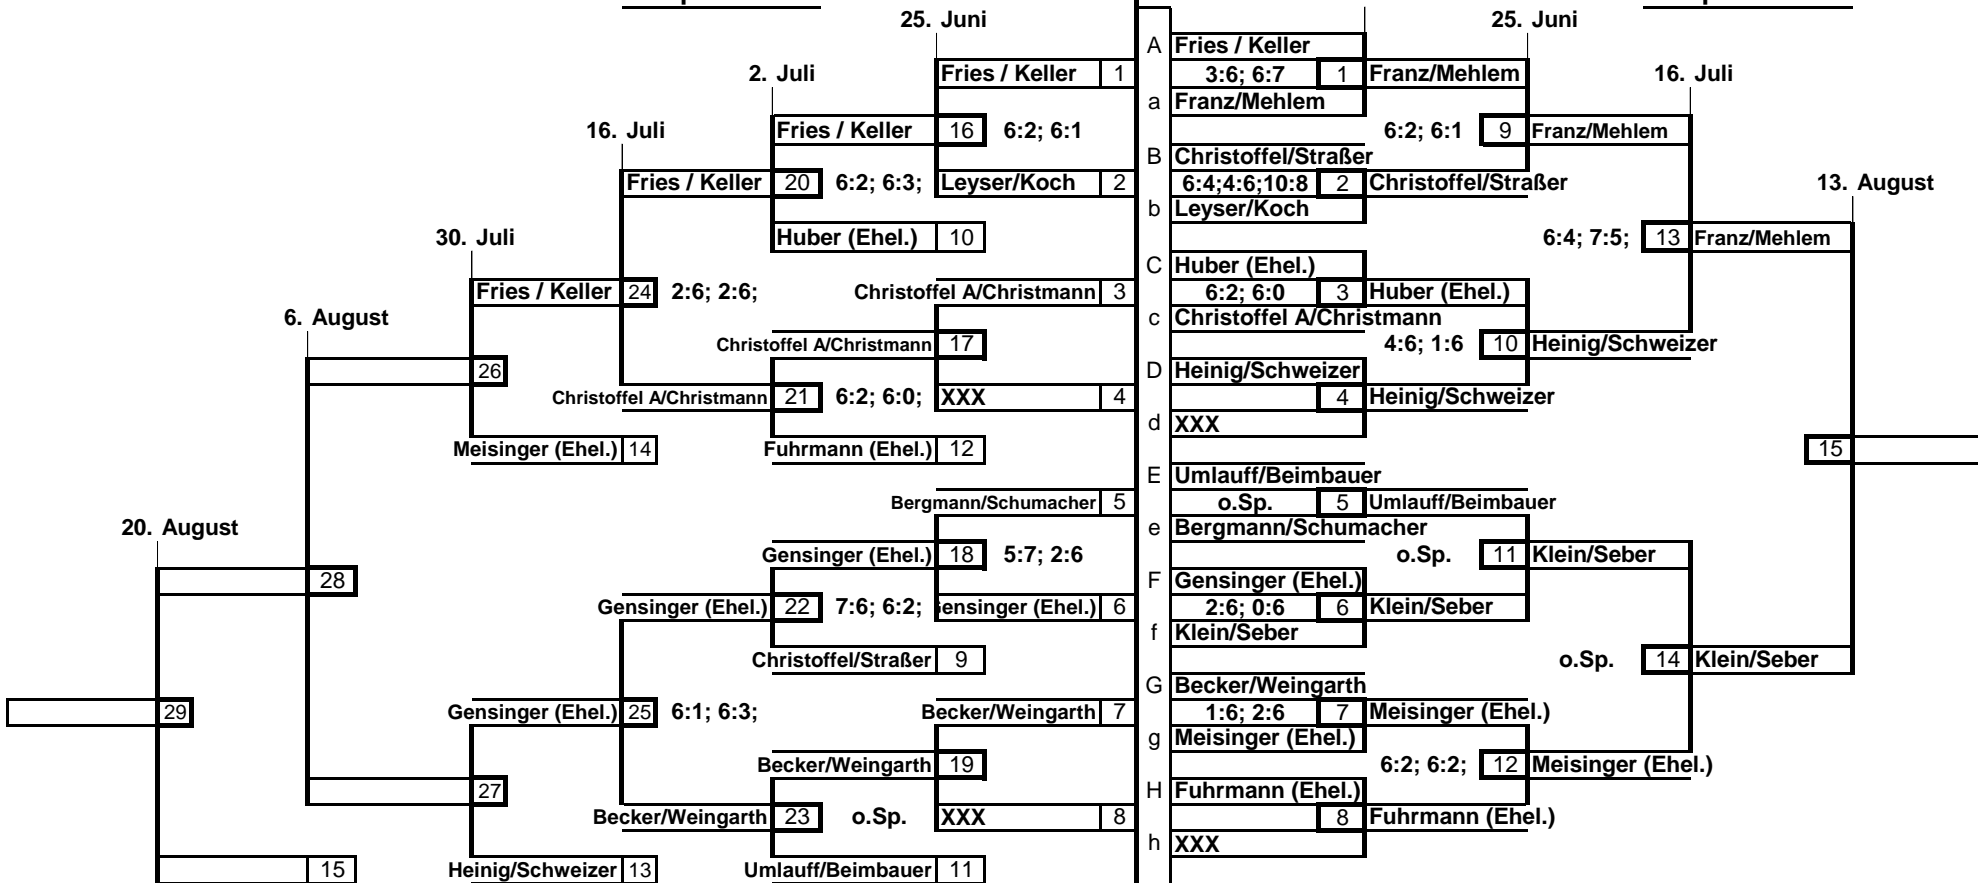 25. Juni
25. Juni
A Fries / Keller
2. Juli
Fries / Keller 1
3:6; 6:7 1 Franz/Mehlem
16. Juli
a Franz/Mehlem
16. Juli
Fries / Keller 16 6:2; 6:1
6:2; 6:1 9 Franz/Mehlem
B Christoffel/Straßer
Fries / Keller 20 6:2; 6:3; Leyser/Koch 2
6:4;4:6;10:8 2 Christoffel/Straßer
13. August
b Leyser/Koch
30. Juli
Huber (Ehel.) 10
6:4; 7:5; 13 Franz/Mehlem
C Huber (Ehel.)
Fries / Keller 24 2:6; 2:6; Christoffel A/Christmann 3
6:2; 6:0 3 Huber (Ehel.)
6. August
c Christoffel A/Christmann
Christoffel A/Christmann 17
4:6; 1:6 10 Heinig/Schweizer
26
D Heinig/Schweizer
Christoffel A/Christmann 21 6:2; 6:0; XXX 4
4 Heinig/Schweizer
d XXX
Meisinger (Ehel.) 14 Fuhrmann (Ehel.) 12
15
E Umlauff/Beimbauer
Bergmann/Schumacher 5
o.Sp. 5 Umlauff/Beimbauer
20. August
e Bergmann/Schumacher
Gensinger (Ehel.) 18 5:7; 2:6
o.Sp. 11 Klein/Seber
28
F Gensinger (Ehel.)
Gensinger (Ehel.) 22 7:6; 6:2; ensinger (Ehel.) 6
2:6; 0:6 6 Klein/Seber
f Klein/Seber
Christoffel/Straßer 9
o.Sp. 14 Klein/Seber
G Becker/Weingarth
29 Gensinger (Ehel.) 25 6:1; 6:3; Becker/Weingarth 7
1:6; 2:6 7 Meisinger (Ehel.)
g Meisinger (Ehel.)
Becker/Weingarth 19
6:2; 6:2; 12 Meisinger (Ehel.)
27
H Fuhrmann (Ehel.)
Becker/Weingarth 23 o.Sp. XXX 8
8 Fuhrmann (Ehel.)
h XXX
15 Heinig/Schweizer 13 Umlauff/Beimbauer 11